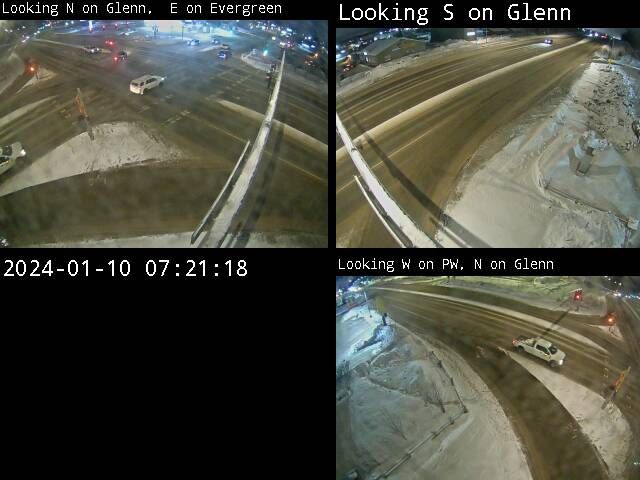 Looking N on Glenn,  E on Evergreen
Looking S on Glenn
2024-01-10 07:21:18
Looking W on PW, N on Glenn